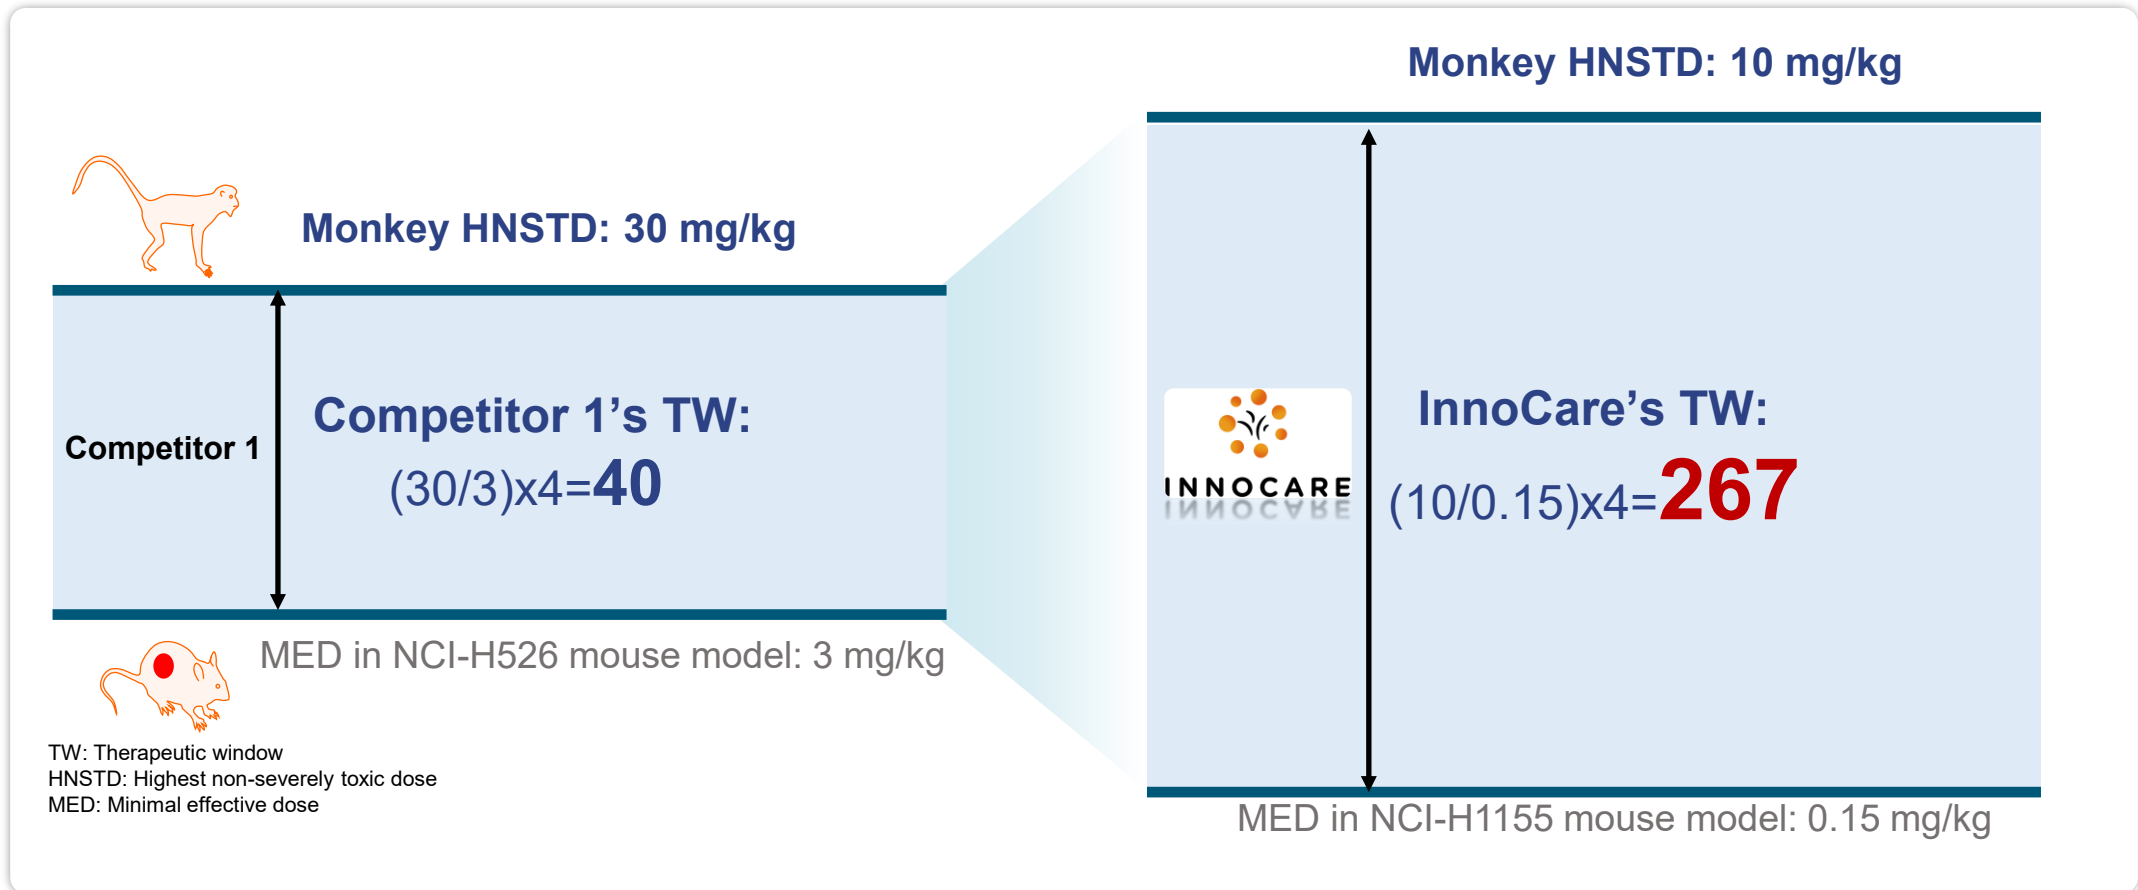 Monkey HNSTD: 30 mg/kg
Competitor 1
Competitor 1’s TW:
(30/3)x4=40
MED in NCI-H526 mouse model: 3 mg/kg
TW: Therapeutic window
HNSTD: Highest non-severely toxic dose
MED: Minimal effective dose
Monkey HNSTD: 10 mg/kg
INNOCARE
InnoCare’s TW:
(10/0.15)x4=267
MED in NCI-H1155 mouse model: 0.15 mg/kg